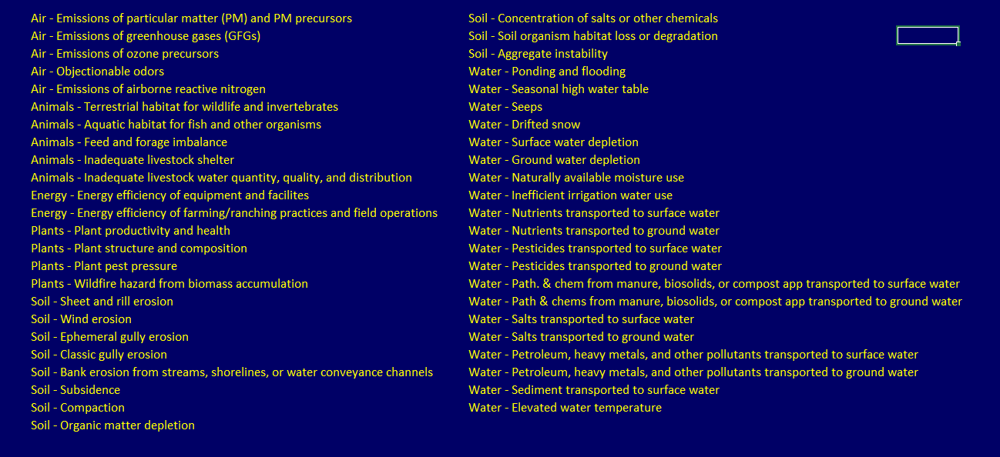 Air - Emissions of particular matter (PM) and PM precursors
Air - Emissions of greenhouse gases (GFGs)
Air - Emissions of ozone precursors
Air - Objectionable odors
Air - Emissions of airborne reactive nitrogen
Animals - Terrestrial habitat for wildlife and invertebrates
Animals - Aquatic habitat for fish and other organisms
Animals - Feed and forage imbalance
Animals - Inadequate livestock shelter
Animals - Inadequate livestock water quantity, quality, and distribution
Energy - Energy efficiency of equipment and facilites
Energy - Energy efficiency of farming/ranching practices and field operations
Plants - Plant productivity and health
Plants - Plant structure and composition
Plants - Plant pest pressure
Plants - Wildfire hazard from biomass accumulation
Soil - Sheet and rill erosion
Soil - Wind erosion
Soil - Ephemeral gully erosion
Soil - Classic gully erosion
Soil - Bank erosion from streams, shorelines, or water conveyance channels
Soil - Subsidence
Soil - Compaction
Soil - Organic matter depletion
Soil - Concentration of salts or other chemicals
Soil - Soil organism habitat loss or degradation
Soil - Aggregate instability
Water - Ponding and flooding
Water - Seasonal high water table
Water - Seeps
Water - Drifted snow
Water - Surface water depletion
Water - Ground water depletion
Water - Naturally available moisture use
Water - Inefficient irrigation water use
Water - Nutrients transported to surface water
Water - Nutrients transported to ground water
Water - Pesticides transported to surface water
Water - Pesticides transported to ground water
Water - Path. & chem from manure, biosolids, or compost app transported to surface water
Water - Path & chems from manure, biosolids, or compost app transported to ground water
Water - Salts transported to surface water
Water - Salts transported to ground water
Water - Petroleum, heavy metals, and other pollutants transported to surface water
Water - Petroleum, heavy metals, and other pollutants transported to ground water
Water - Sediment transported to surface water
Water - Elevated water temperature